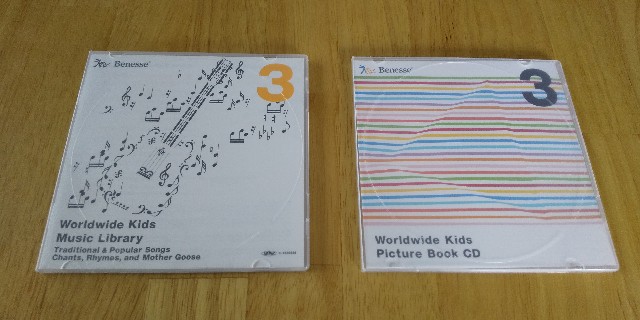 Benesse
3
Worldwide Kids
Music Library
Traditional & Popular Songs
Chants, Rhymes, and Mother Goose
Benesse
3
Worldwide Kids
Picture Book CD